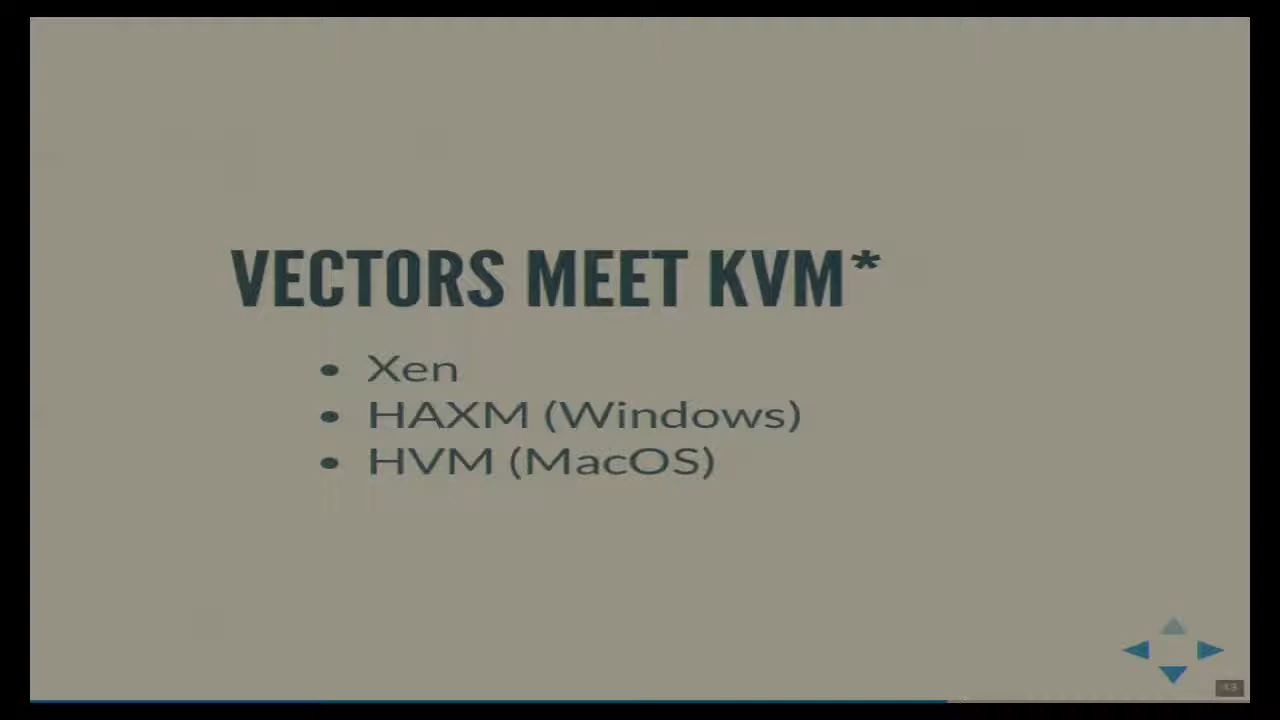 VECTORS MEET KVM*
• Xen
• HAXM (Windows)
• HVM (MacOS)